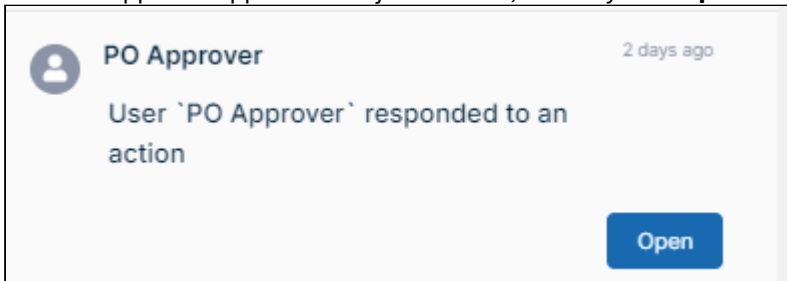 PO Approver
2 days ago
User `PO Approver` responded to an
action
Open